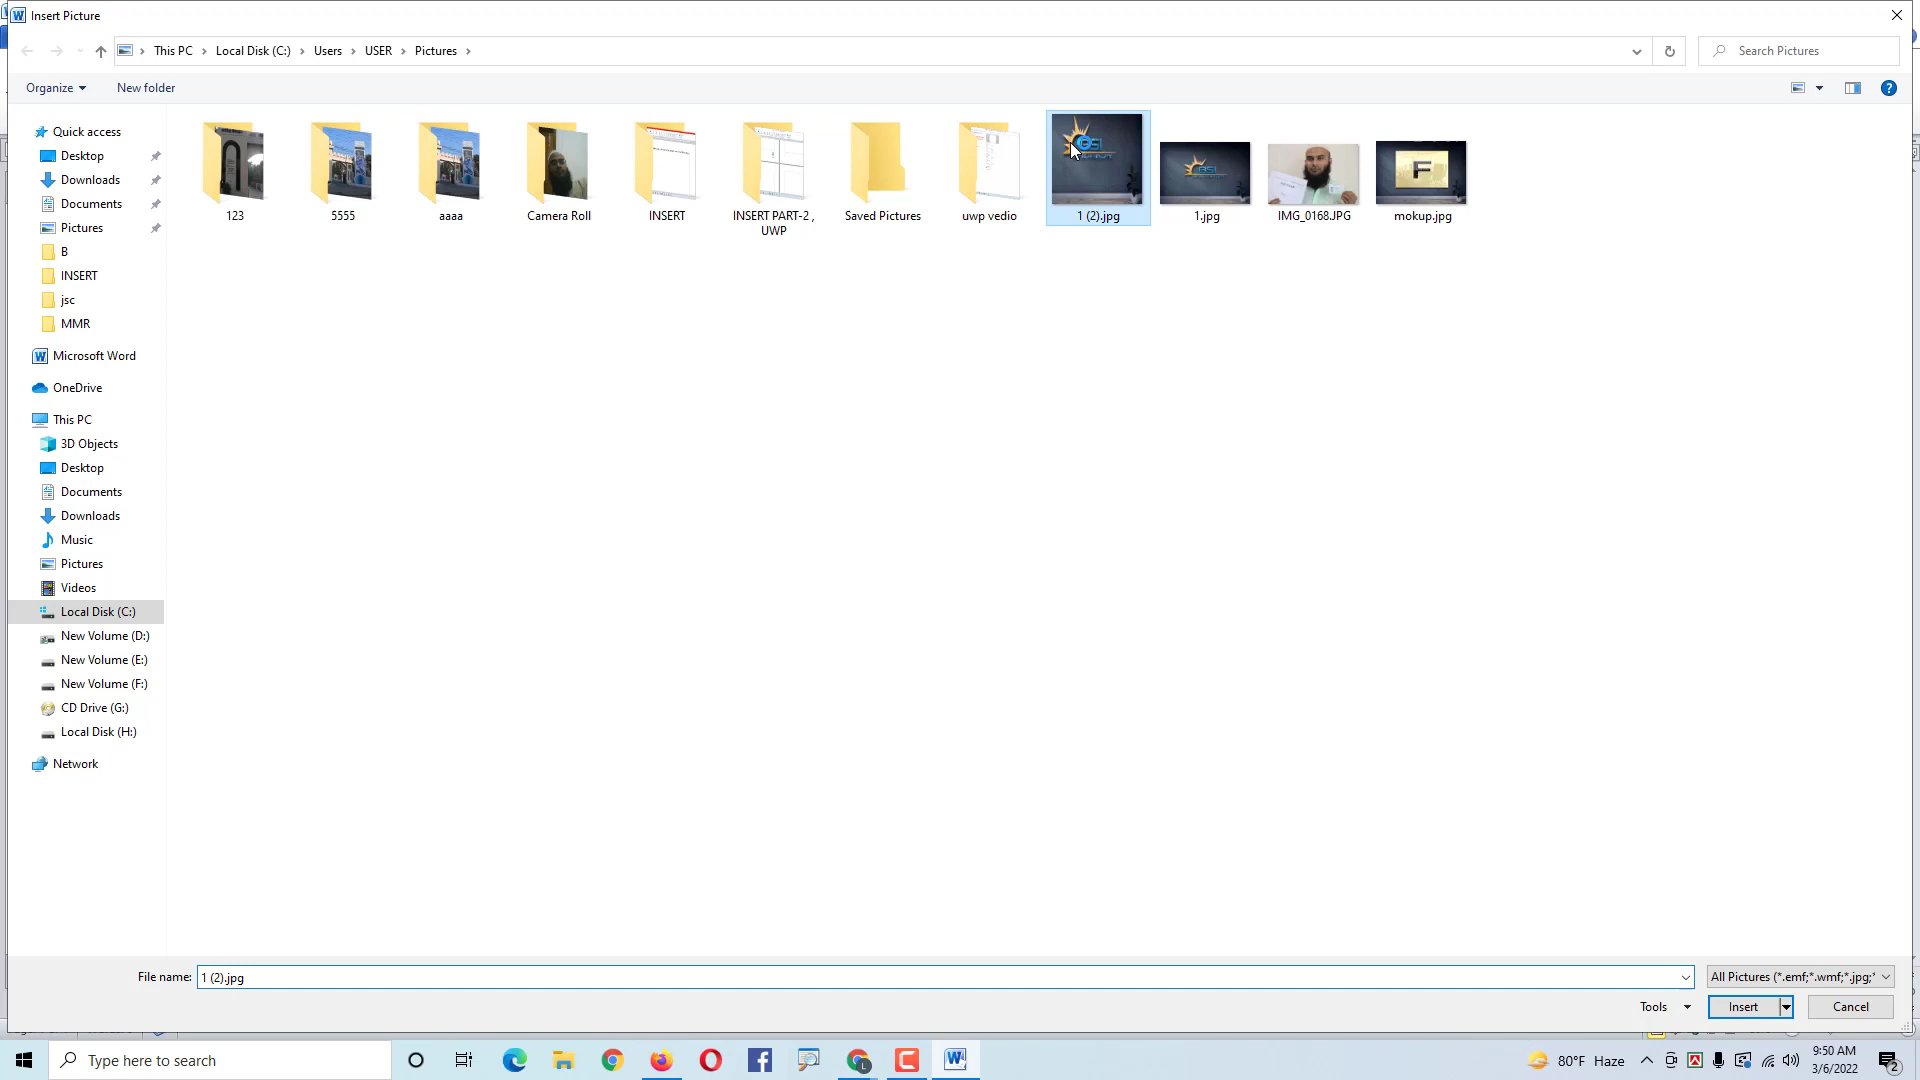 Insert Picture
This PC
Local Disk (C:)
Users
USER
Pictures
Search Pictures
Organize
New folder
Quick access
Desktop
Downloads
Documents
Pictures
B
INSERT
jsc
MMR
Microsoft Word
OneDrive
This PC
3D Objects
Desktop
Documents
Downloads
Music
Pictures
Videos
Local Disk (C:)
New Volume (D:)
New Volume (E:)
New Volume (F:)
CD Drive (G:)
Local Disk (H:)
Network
123
5555
aaaa
Camera Roll
INSERT
INSERT PART-2 ,
UWP
Saved Pictures
uwp vedio
1 (2).jpg
1.jpg
IMG_0168.JPG
mokup.jpg
BSI
BSI
F
File name:
1 (2).jpg
All Pictures (*.emf;*.wmf;*.jpg;*
Tools
Insert
Cancel
Type here to search
80°F Haze
9:50 AM
3/6/2022
2